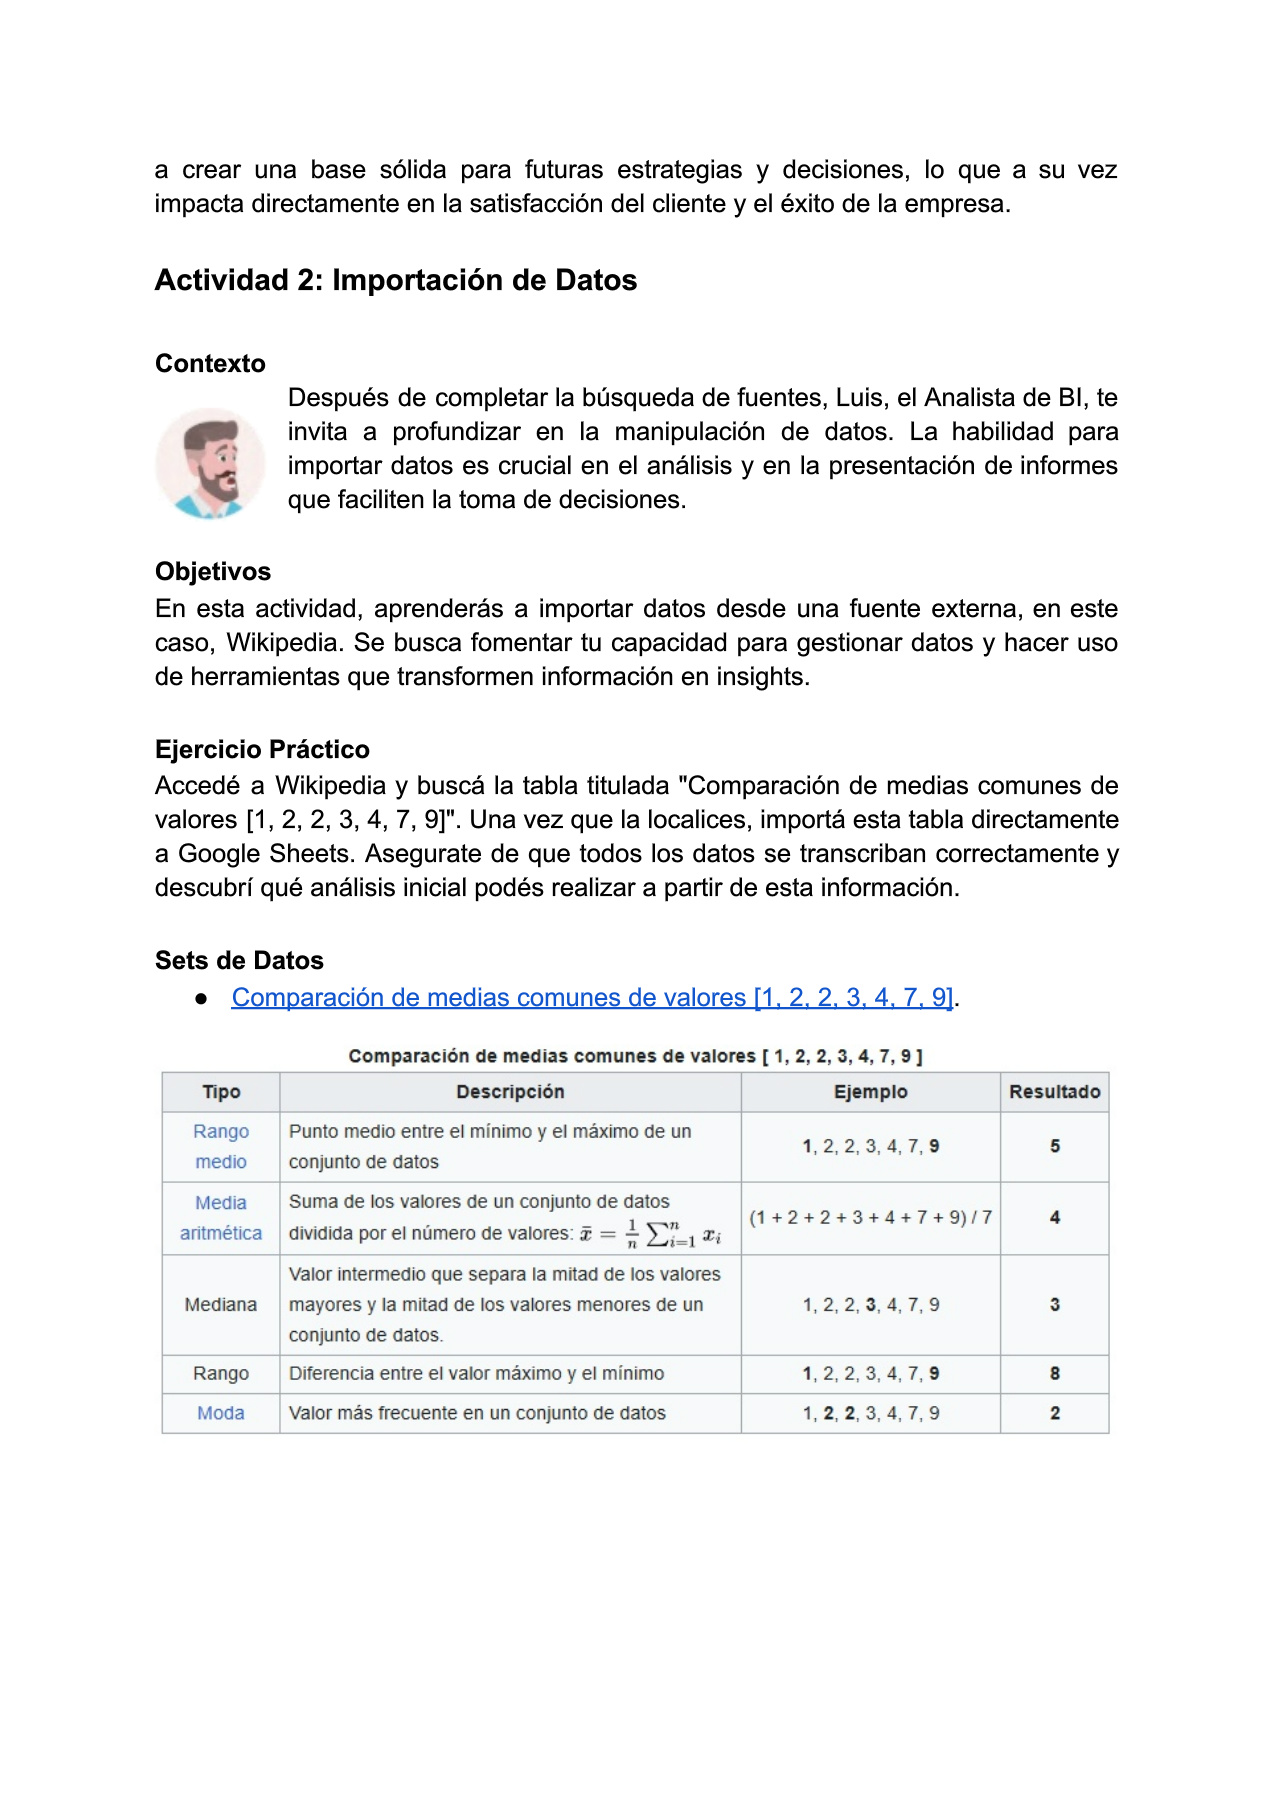 a crear una base sólida para futuras estrategias y decisiones, lo que a su vez
impacta directamente en la satisfacción del cliente y el éxito de la empresa.
Actividad 2: Importación de Datos
Contexto
Después de completar la búsqueda de fuentes, Luis, el Analista de BI, te
invita a profundizar en la manipulación de datos. La habilidad para
importar datos es crucial en el análisis y en la presentación de informes
que faciliten la toma de decisiones.
Objetivos
En esta actividad, aprenderás a importar datos desde una fuente externa, en este
caso, Wikipedia. Se busca fomentar tu capacidad para gestionar datos y hacer uso
de herramientas que transformen información en insights.
Ejercicio Práctico
Accedé a Wikipedia y buscá la tabla titulada "Comparación de medias comunes de
valores [1, 2, 2, 3, 4, 7, 9]". Una vez que la localices, importá esta tabla directamente
a Google Sheets. Asegurate de que todos los datos se transcriban correctamente y
descubrí qué análisis inicial podés realizar a partir de esta información.
Sets de Datos
● Comparación de medias comunes de valores [1, 2, 2, 3, 4, 7, 9].
Comparación de medias comunes de valores [ 1, 2, 2, 3, 4, 7, 9 ]
Tipo Descripción Ejemplo Resultado
Rango
medio
Punto medio entre el mínimo y el máximo de un
conjunto de datos
1, 2, 2, 3, 4, 7, 9
5
Media
aritmética
Suma de los valores de un conjunto de datos
dividida por el número de valores: x̄ = 1/n ∑ⁿᵢ₌₁ xᵢ
(1 + 2 + 2 + 3 + 4 + 7 + 9) / 7
4
Mediana
Valor intermedio que separa la mitad de los valores
mayores y la mitad de los valores menores de un
conjunto de datos.
1, 2, 2, 3, 4, 7, 9
3
Rango Diferencia entre el valor máximo y el mínimo 1, 2, 2, 3, 4, 7, 9 8
Moda Valor más frecuente en un conjunto de datos 1, 2, 2, 3, 4, 7, 9 2